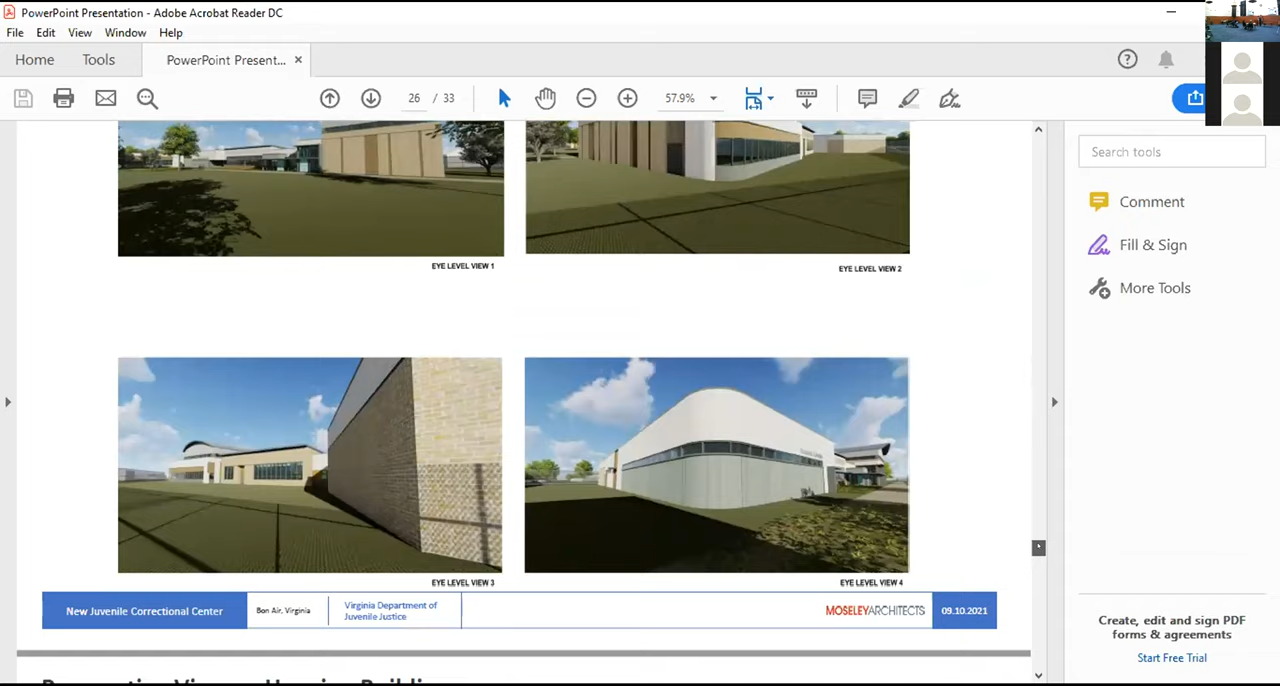 PowerPoint Presentation - Adobe Acrobat Reader DC
File Edit View Window Help
Home Tools PowerPoint Present... ×
26 / 33 57.9%
Search tools
Comment
Fill & Sign
More Tools
EYE LEVEL VIEW 1
EYE LEVEL VIEW 2
EYE LEVEL VIEW 3
EYE LEVEL VIEW 4
New Juvenile Correctional Center
Bon Air, Virginia
Virginia Department of
Juvenile Justice
MOSELEYARCHITECTS
09.10.2021
Create, edit and sign PDF
forms & agreements
Start Free Trial